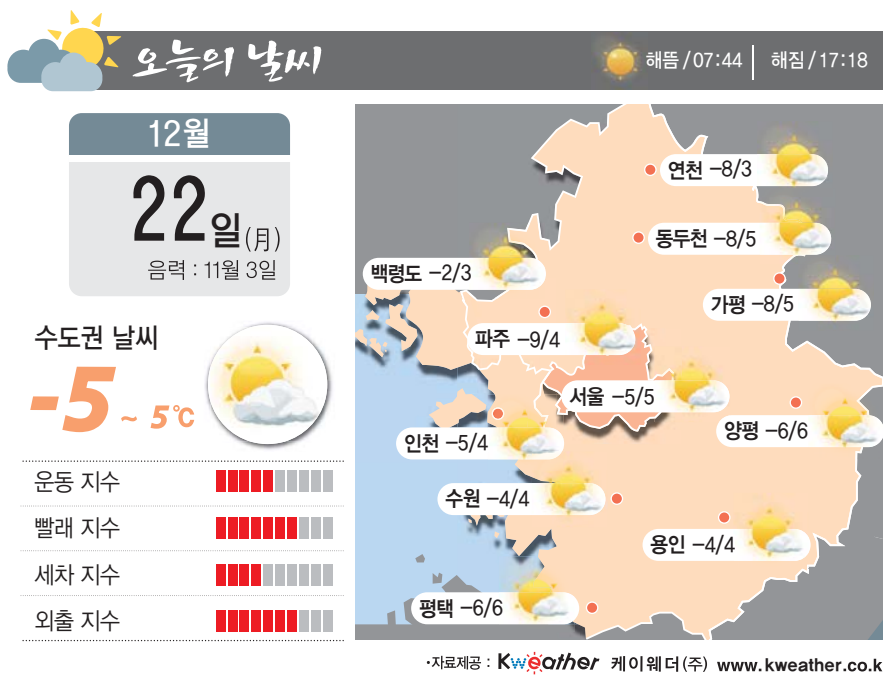 오늘의 날씨
해뜸/07:44
해짐/17:18
12월
22일(月)
음력 : 11월 3일
수도권 날씨
-5 ~ 5℃
운동 지수
빨래 지수
세차 지수
외출 지수
연천 -8/3
동두천 -8/5
백령도 -2/3
가평 -8/5
파주 -9/4
서울 -5/5
양평 -6/6
인천 -5/4
수원 -4/4
용인 -4/4
평택 -6/6
·자료제공 : Kweather 케이웨더(주) www.kweather.co.k